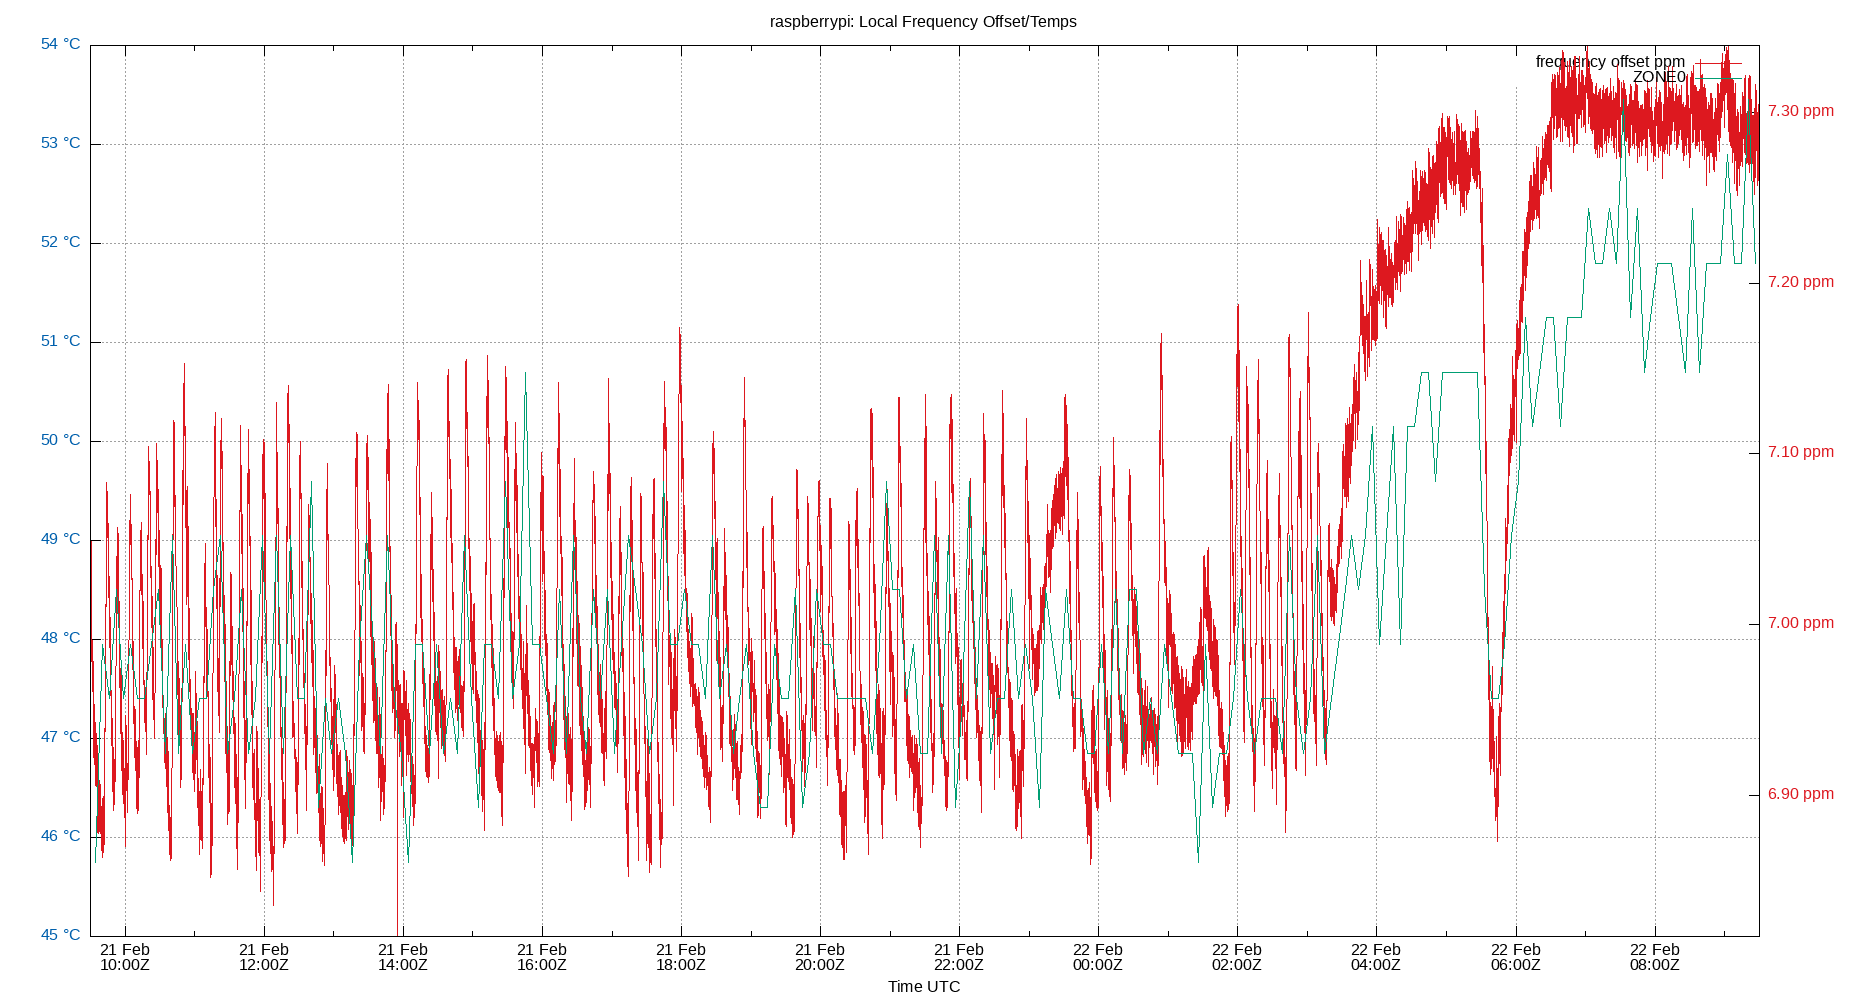 raspberrypi: Local Frequency Offset/Temps
54 °C
53 °C
52 °C
51 °C
50 °C
49 °C
48 °C
47 °C
46 °C
45 °C
frequency offset ppm
ZONE0
7.30 ppm
7.20 ppm
7.10 ppm
7.00 ppm
6.90 ppm
21 Feb
10:00Z
21 Feb
12:00Z
21 Feb
14:00Z
21 Feb
16:00Z
21 Feb
18:00Z
21 Feb
20:00Z
21 Feb
22:00Z
22 Feb
00:00Z
22 Feb
02:00Z
22 Feb
04:00Z
22 Feb
06:00Z
22 Feb
08:00Z
Time UTC